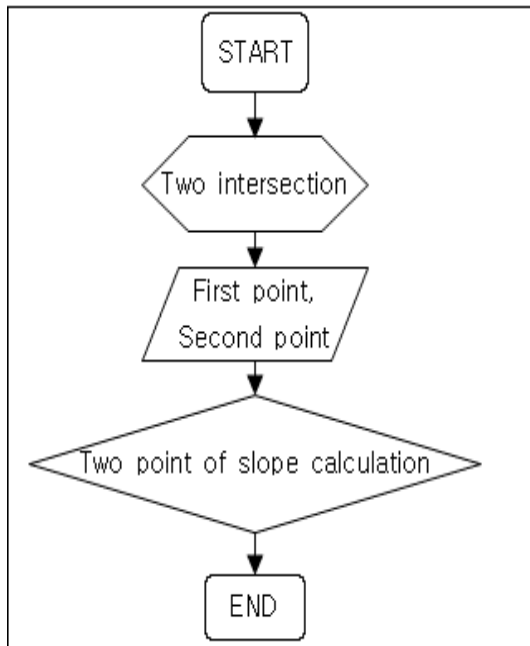 START
Two intersection
First point,
Second point
Two point of slope calculation
END